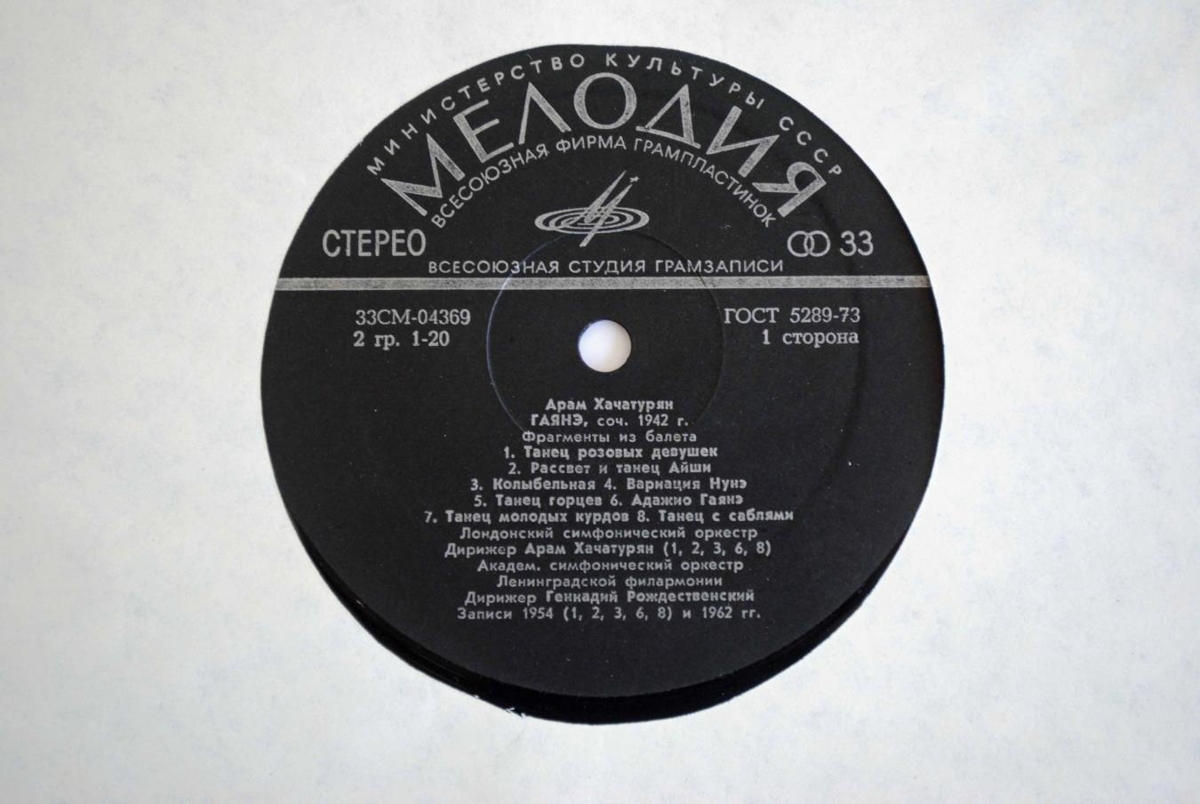 МИНИСТЕРСТВО КУЛЬТУРЫ СССР
МЕЛОДИЯ
ВСЕСОЮЗНАЯ ФИРМА ГРАМПЛАСТИНОК
СТЕРЕО
33
ВСЕСОЮЗНАЯ СТУДИЯ ГРАМЗАПИСИ
33СМ-04369
ГОСТ 5289-73
2 гр. 1-20
1 сторона
Арам Хачатурян
ГАЯНЭ, соч. 1942 г.
Фрагменты из балета
1. Танец розовых девушек
2. Рассвет и танец Айши
3. Колыбельная 4. Вариация Нунэ
5. Танец горцев 6. Адажио Гаянэ
7. Танец молодых курдов 8. Танец с саблями
Лондонский симфонический оркестр
Дирижер Арам Хачатурян (1, 2, 3, 6, 8)
Академ. симфонический оркестр
Ленинградской филармонии
Дирижер Геннадий Рождественский
Записи 1954 (1, 2, 3, 6, 8) и 1962 гг.